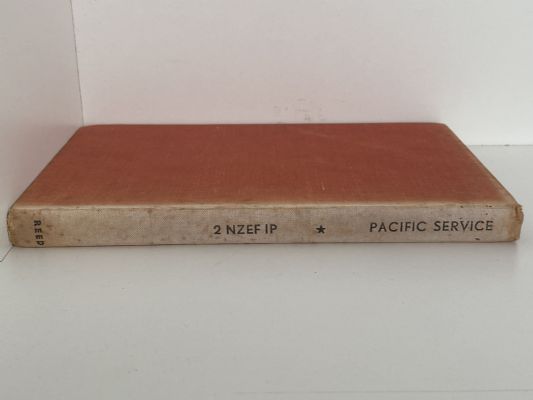 REED
2 NZEF IP ★ PACIFIC SERVICE